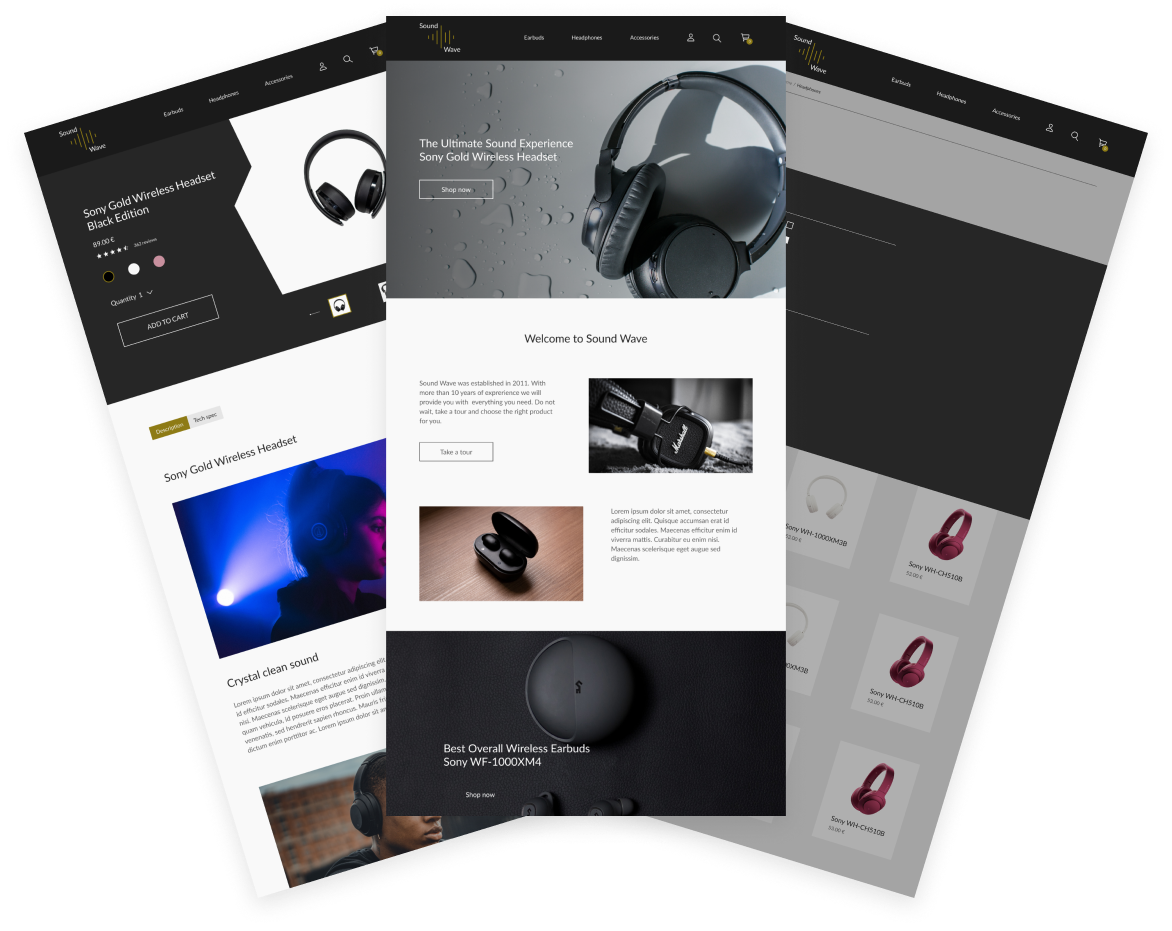 Sound
Wave
Earbuds
Headphones
Accessories
Sony Gold Wireless Headset
Black Edition
89.00 €
362 reviews
Quantity 1
ADD TO CART
Description
Tech spec
Sony Gold Wireless Headset
Crystal clean sound
Lorem ipsum dolor sit amet, consectetur adipiscing elit.
id efficitur sodales. Maecenas efficitur enim id viverra
nisi. Maecenas scelerisque eget augue sed dignissim.
quam vehicula, id posuere eros placerat. Proin ullam
venenatis, sed hendrerit sapien rhoncus. Mauris fri
dictum enim porttitor ac. Lorem ipsum dolor sit am
Sound
Wave
Earbuds
Headphones
Accessories
The Ultimate Sound Experience
Sony Gold Wireless Headset
Shop now
Welcome to Sound Wave
Sound Wave was established in 2011. With
more than 10 years of exprerience we will
provide you with everything you need. Do not
wait, take a tour and choose the right product
for you.
Take a tour
Marshall
Lorem ipsum dolor sit amet, consectetur
adipiscing elit. Quisque accumsan erat id
efficitur sodales. Maecenas efficitur enim id
viverra mattis. Curabitur eu enim nisi.
Maecenas scelerisque eget augue sed
dignissim.
Best Overall Wireless Earbuds
Sony WF-1000XM4
Shop now
Sound
Wave
Earbuds
Headphones
Accessories
/ Headphones
Sony WH-1000XM3B
53.00 €
Sony WH-CH510B
53.00 €
00XM3B
Sony WH-CH510B
53.00 €
Sony WH-CH510B
53.00 €